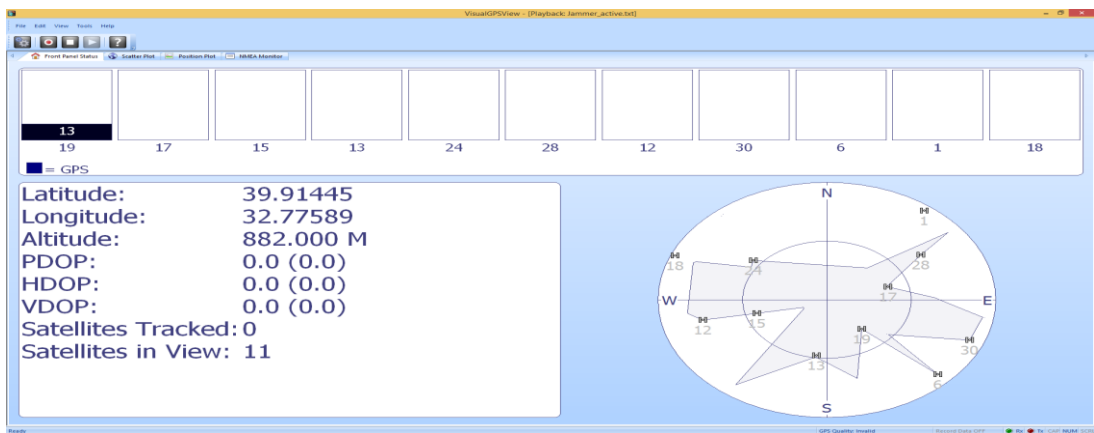 VisualGPSView - [Playback: Jammer_active.txt]
File Edit View Tools Help
Front Panel Status Scatter Plot Position Plot NMEA Monitor
13
19 17 15 13 24 28 12 30 6 1 18
= GPS
Latitude: 39.91445
Longitude: 32.77589
Altitude: 882.000 M
PDOP: 0.0 (0.0)
HDOP: 0.0 (0.0)
VDOP: 0.0 (0.0)
Satellites Tracked: 0
Satellites in View: 11
N
1
18 24 28
17
W E
12 15
19
13 30
6
S
Ready GPS Quality: Invalid Record Data OFF Rx Tx CAP NUM SCRL